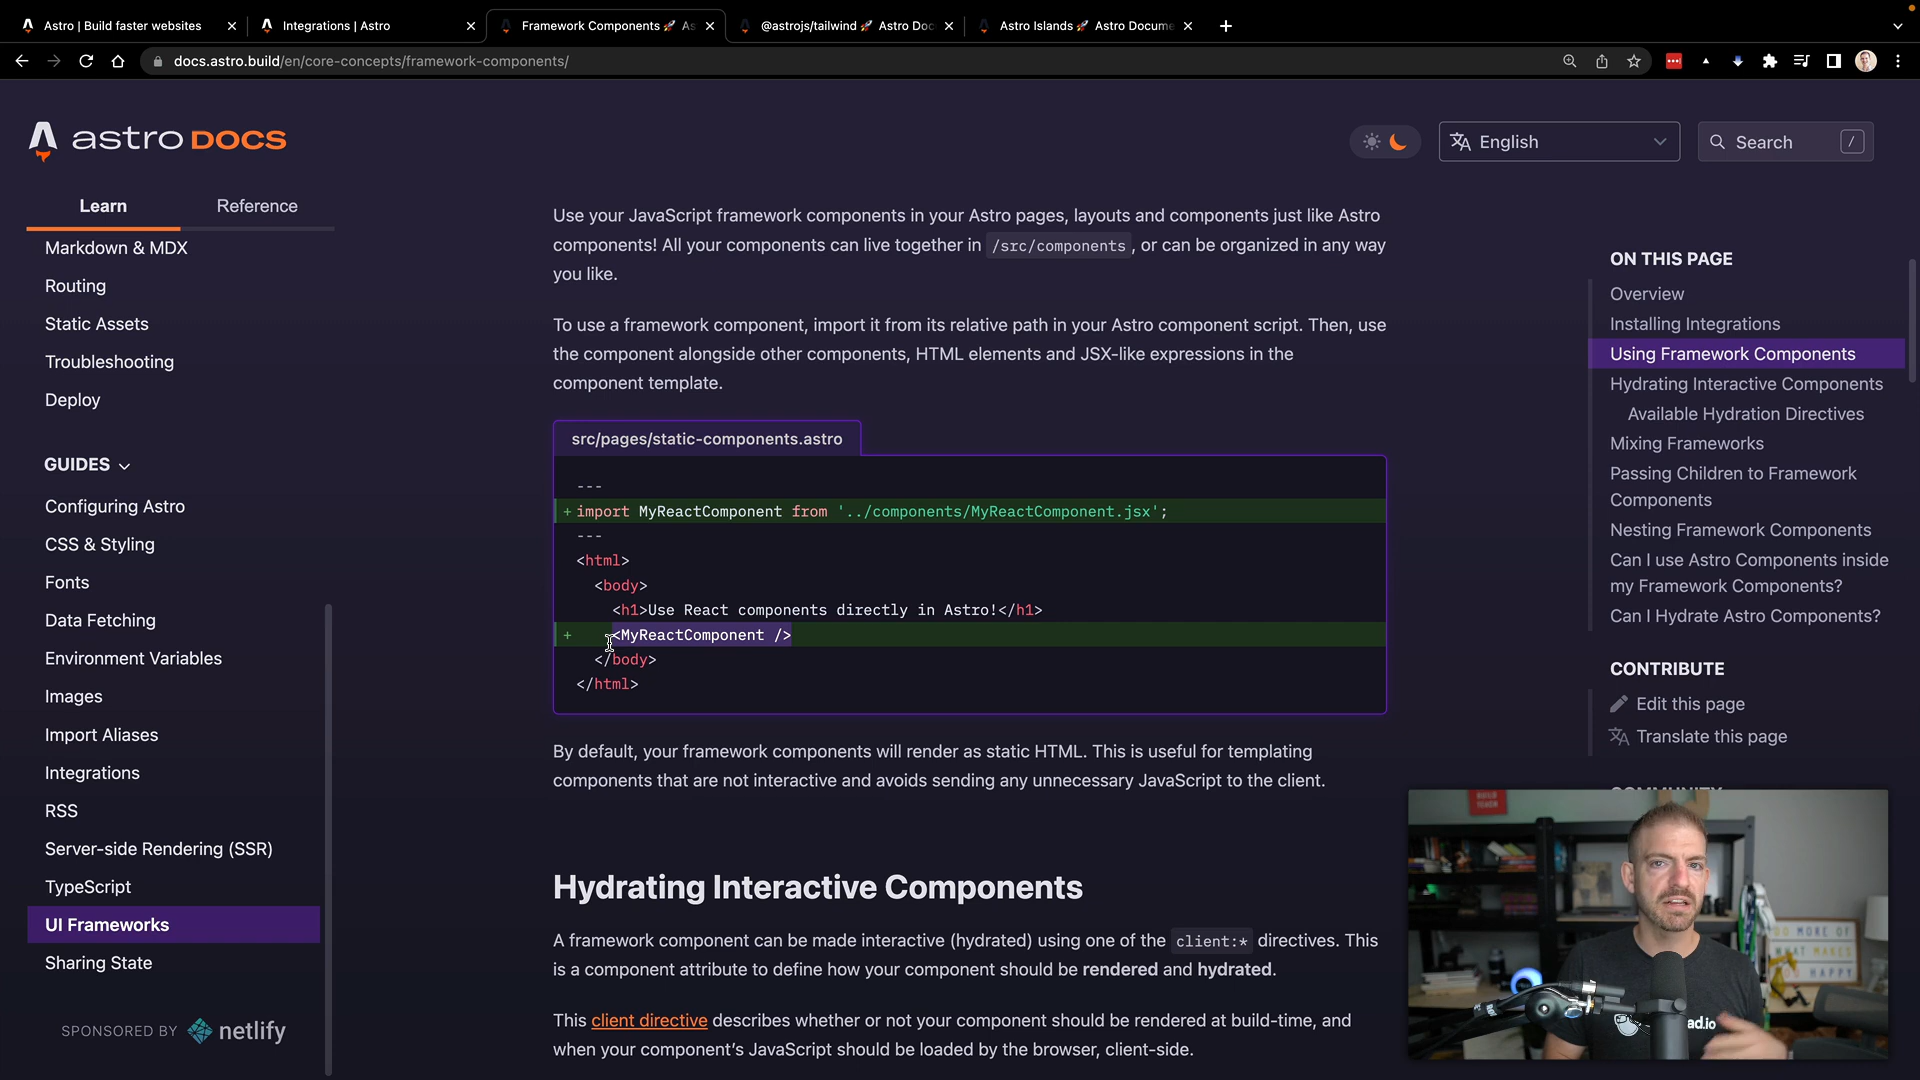 Astro | Build faster websites
Integrations | Astro
Framework Components 🚀 As
@astrojs/tailwind 🚀 Astro Doc
Astro Islands 🚀 Astro Docume
docs.astro.build/en/core-concepts/framework-components/
astro DOCS
English
Search /
Learn
Reference
Markdown & MDX
Routing
Static Assets
Troubleshooting
Deploy
GUIDES
Configuring Astro
CSS & Styling
Fonts
Data Fetching
Environment Variables
Images
Import Aliases
Integrations
RSS
Server-side Rendering (SSR)
TypeScript
UI Frameworks
Sharing State
SPONSORED BY netlify
Use your JavaScript framework components in your Astro pages, layouts and components just like Astro
components! All your components can live together in /src/components, or can be organized in any way
you like.
To use a framework component, import it from its relative path in your Astro component script. Then, use
the component alongside other components, HTML elements and JSX-like expressions in the
component template.
src/pages/static-components.astro
---
+ import MyReactComponent from '../components/MyReactComponent.jsx';
---
<html>
<body>
<h1>Use React components directly in Astro!</h1>
+ <MyReactComponent />
</body>
</html>
By default, your framework components will render as static HTML. This is useful for templating
components that are not interactive and avoids sending any unnecessary JavaScript to the client.
Hydrating Interactive Components
A framework component can be made interactive (hydrated) using one of the client:* directives. This
is a component attribute to define how your component should be rendered and hydrated.
This client directive describes whether or not your component should be rendered at build-time, and
when your component's JavaScript should be loaded by the browser, client-side.
ON THIS PAGE
Overview
Installing Integrations
Using Framework Components
Hydrating Interactive Components
Available Hydration Directives
Mixing Frameworks
Passing Children to Framework
Components
Nesting Framework Components
Can I use Astro Components inside
my Framework Components?
Can I Hydrate Astro Components?
CONTRIBUTE
Edit this page
Translate this page
COMMUNITY
DO MORE OF
WHAT MAKES
YOU HAPPY
ad.io